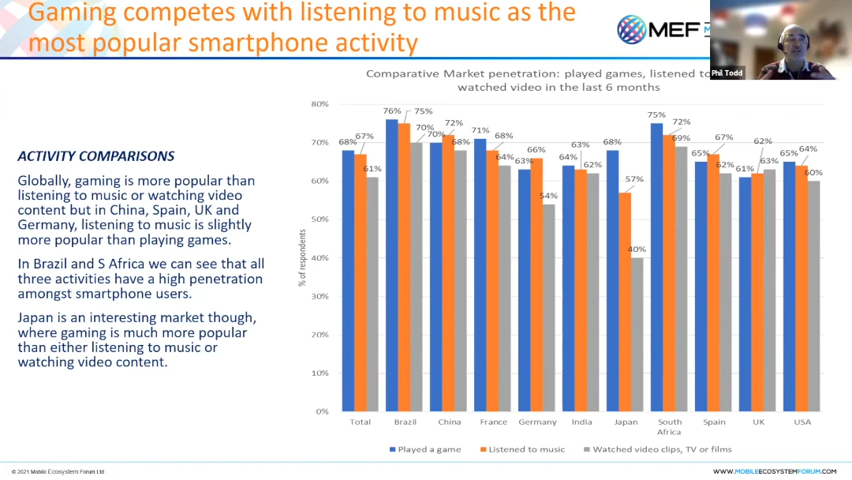 Gaming competes with listening to music as the
most popular smartphone activity
MEF
Phil Todd
Comparative Market penetration: played games, listened to
watched video in the last 6 months
ACTIVITY COMPARISONS
Globally, gaming is more popular than
listening to music or watching video
content but in China, Spain, UK and
Germany, listening to music is slightly
more popular than playing games.
In Brazil and S Africa we can see that all
three activities have a high penetration
amongst smartphone users.
Japan is an interesting market though,
where gaming is much more popular
than either listening to music or
watching video content.
% of respondents
80%
70%
60%
50%
40%
30%
20%
10%
0%
68% 67% 61%
76% 75% 70%
70% 72% 68%
71% 68% 64%
63% 66% 54%
64% 63% 62%
68% 57% 40%
75% 72% 69%
65% 67% 62%
61% 62% 63%
65% 64% 60%
Total Brazil China France Germany India Japan South Africa Spain UK USA
Played a game Listened to music Watched video clips, TV or films
© 2021 Mobile Ecosystem Forum Ltd
WWW.MOBILEECOSYSTEMFORUM.COM